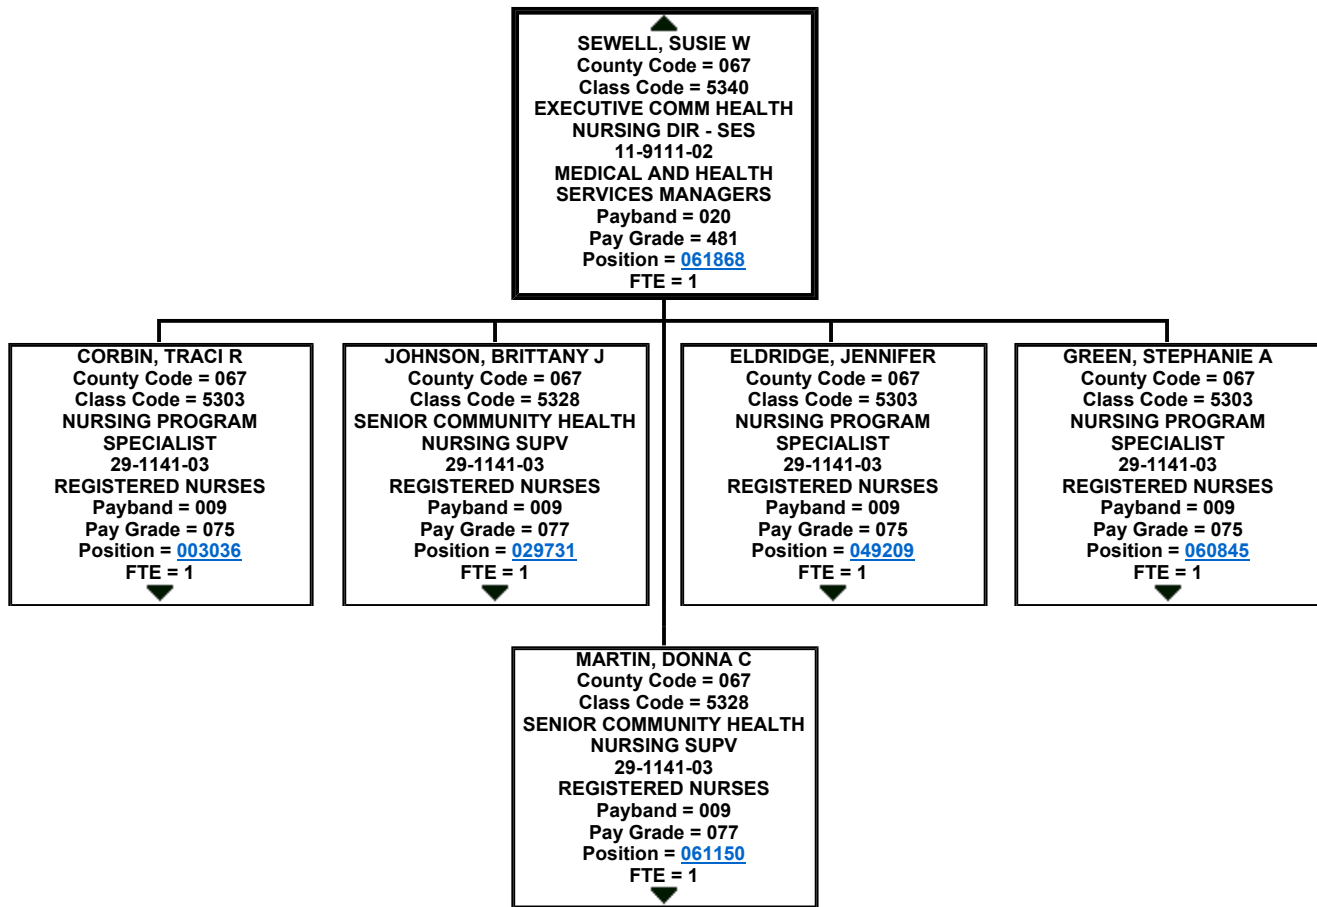 SEWELL, SUSIE W
County Code = 067
Class Code = 5340
EXECUTIVE COMM HEALTH
NURSING DIR - SES
11-9111-02
MEDICAL AND HEALTH
SERVICES MANAGERS
Payband = 020
Pay Grade = 481
Position = 061868
FTE = 1
CORBIN, TRACI R
County Code = 067
Class Code = 5303
NURSING PROGRAM
SPECIALIST
29-1141-03
REGISTERED NURSES
Payband = 009
Pay Grade = 075
Position = 003036
FTE = 1
JOHNSON, BRITTANY J
County Code = 067
Class Code = 5328
SENIOR COMMUNITY HEALTH
NURSING SUPV
29-1141-03
REGISTERED NURSES
Payband = 009
Pay Grade = 077
Position = 029731
FTE = 1
ELDRIDGE, JENNIFER
County Code = 067
Class Code = 5303
NURSING PROGRAM
SPECIALIST
29-1141-03
REGISTERED NURSES
Payband = 009
Pay Grade = 075
Position = 049209
FTE = 1
GREEN, STEPHANIE A
County Code = 067
Class Code = 5303
NURSING PROGRAM
SPECIALIST
29-1141-03
REGISTERED NURSES
Payband = 009
Pay Grade = 075
Position = 060845
FTE = 1
MARTIN, DONNA C
County Code = 067
Class Code = 5328
SENIOR COMMUNITY HEALTH
NURSING SUPV
29-1141-03
REGISTERED NURSES
Payband = 009
Pay Grade = 077
Position = 061150
FTE = 1